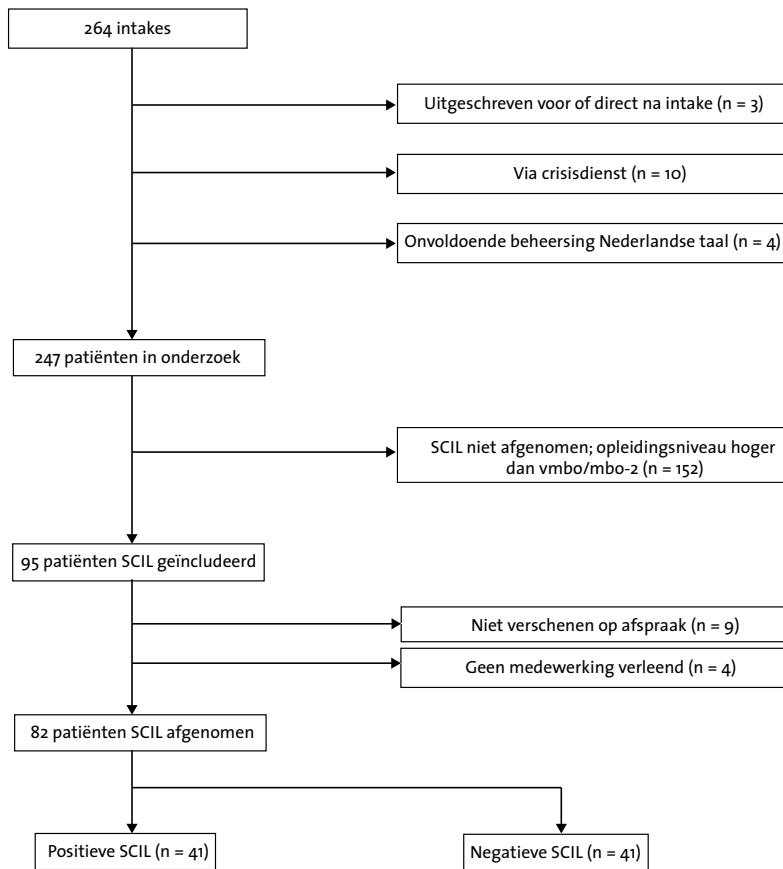 264 intakes
Uitgeschreven voor of direct na intake (n = 3)
Via crisisdienst (n = 10)
Onvoldoende beheersing Nederlandse taal (n = 4)
247 patiënten in onderzoek
SCIL niet afgenomen; opleidingsniveau hoger
dan vmbo/mbo-2 (n = 152)
95 patiënten SCIL geïncludeerd
Niet verschenen op afspraak (n = 9)
Geen medewerking verleend (n = 4)
82 patiënten SCIL afgenomen
Positieve SCIL (n = 41)
Negatieve SCIL (n = 41)